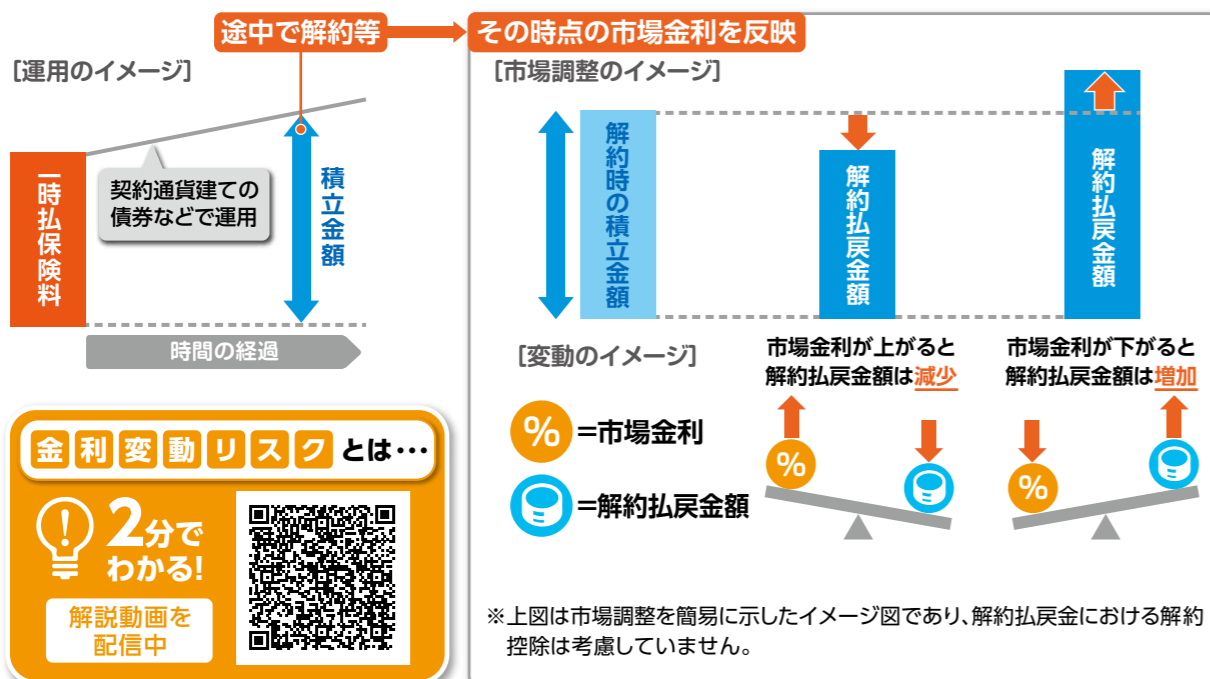 途中で解約等
その時点の市場金利を反映
[運用のイメージ]
一時払保険料
契約通貨建ての
債券などで運用
積立金額
時間の経過
[市場調整のイメージ]
解約時の積立金額
解約払戻金額
解約払戻金額
[変動のイメージ]
%=市場金利
=解約払戻金額
市場金利が上がると
解約払戻金額は減少
%
市場金利が下がると
解約払戻金額は増加
%
金利変動リスクとは…
2分で
わかる!
解説動画を
配信中
※上図は市場調整を簡易に示したイメージ図であり、解約払戻金における解約
控除は考慮していません。